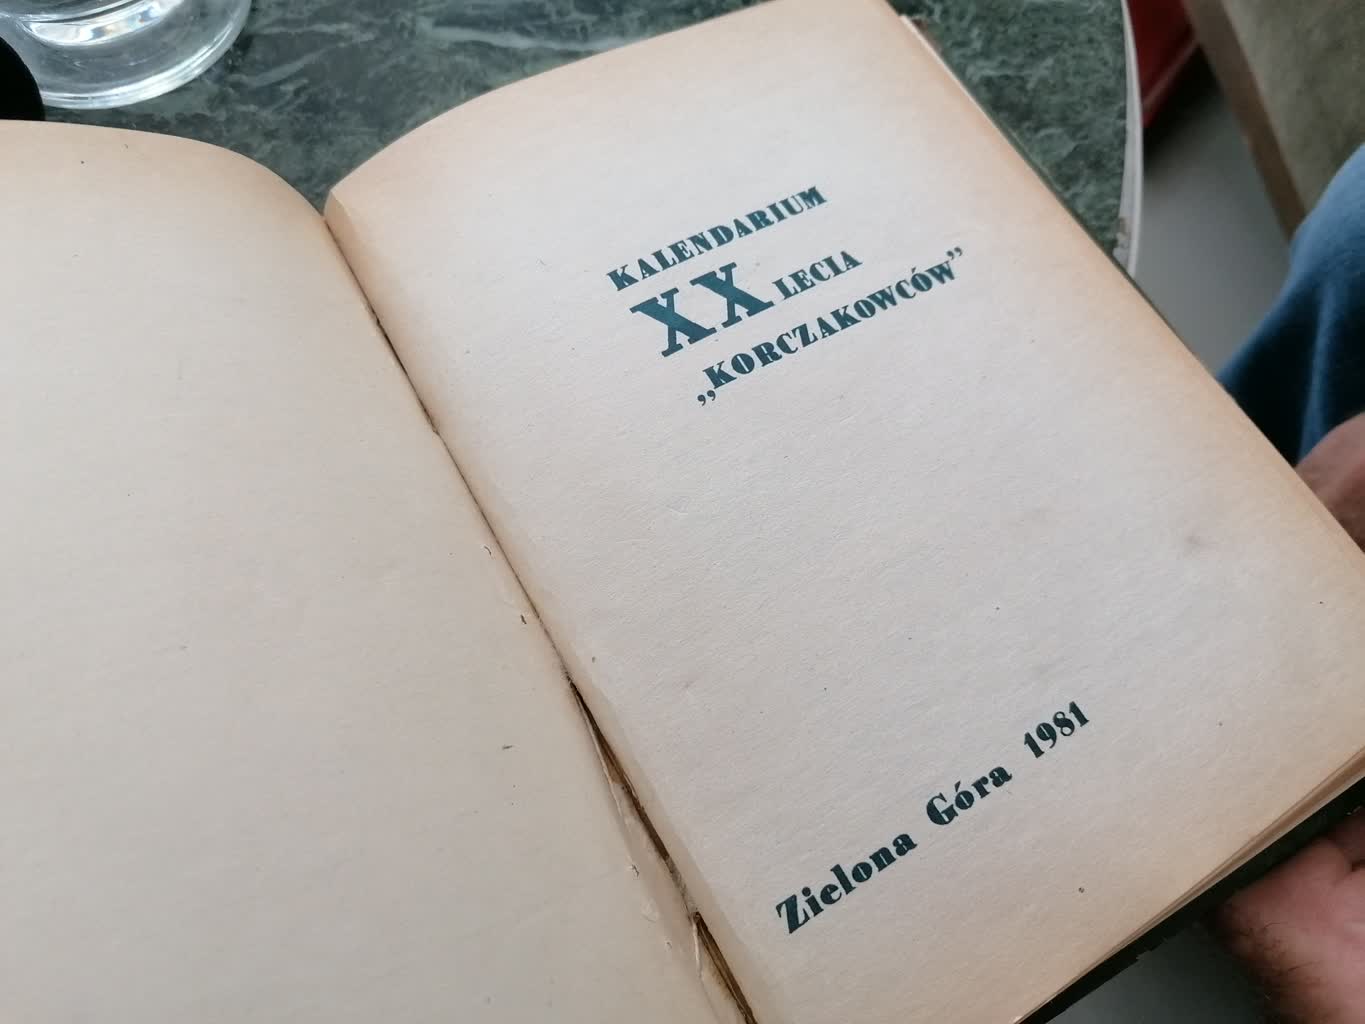 KALENDARIUM
XX LECIA
„KORCZAKOWCÓW”
Zielona Góra 1981